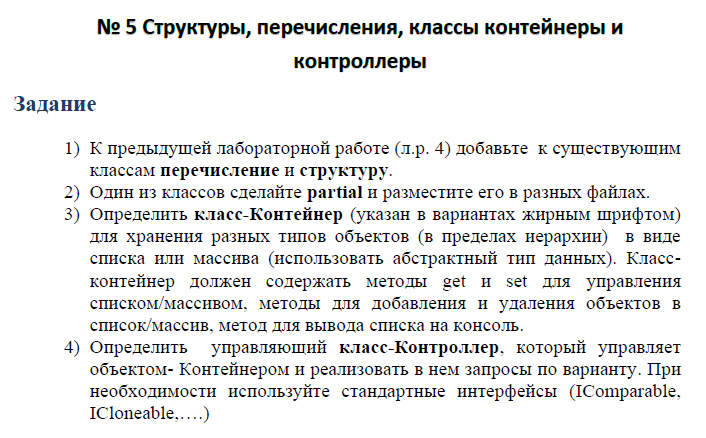 № 5 Структуры, перечисления, классы контейнеры и
контроллеры
Задание
1) К предыдущей лабораторной работе (л.р. 4) добавьте к существующим
классам перечисление и структуру.
2) Один из классов сделайте partial и разместите его в разных файлах.
3) Определить класс-Контейнер (указан в вариантах жирным шрифтом)
для хранения разных типов объектов (в пределах иерархии) в виде
списка или массива (использовать абстрактный тип данных). Класс-
контейнер должен содержать методы get и set для управления
списком/массивом, методы для добавления и удаления объектов в
список/массив, метод для вывода списка на консоль.
4) Определить управляющий класс-Контроллер, который управляет
объектом- Контейнером и реализовать в нем запросы по варианту. При
необходимости используйте стандартные интерфейсы (IComparable,
ICloneable,….)